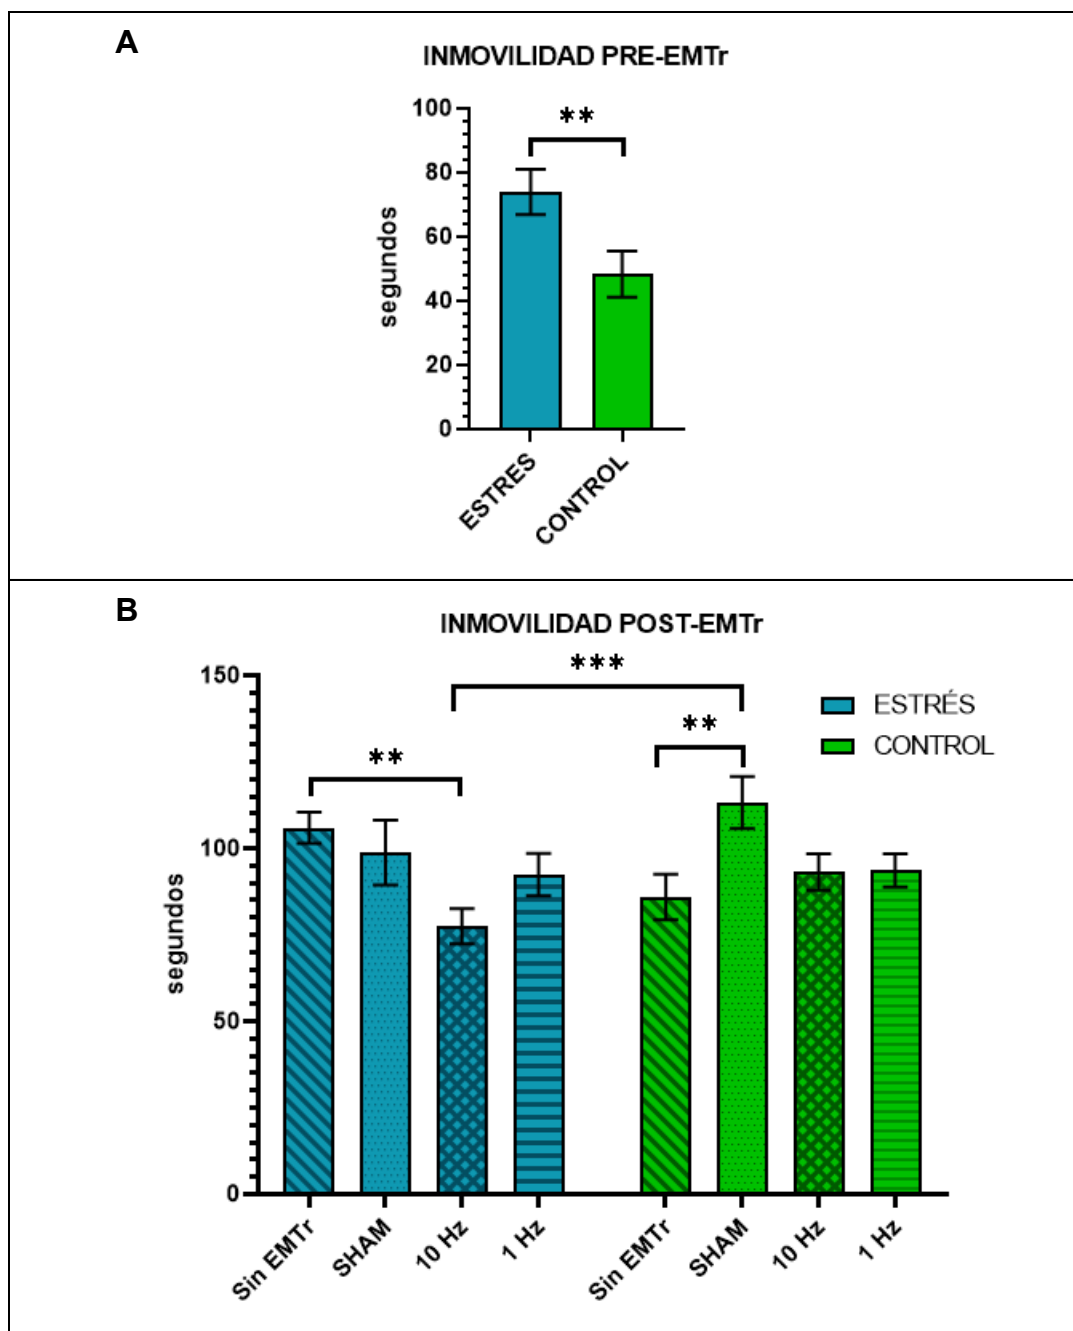 A
INMOVILIDAD PRE-EMTr
**
100
80
60
40
20
0
segundos
ESTRES
CONTROL
B
INMOVILIDAD POST-EMTr
***
**
**
ESTRÉS
CONTROL
150
100
50
0
segundos
Sin EMTr
SHAM
10 Hz
1 Hz
Sin EMTr
SHAM
10 Hz
1 Hz